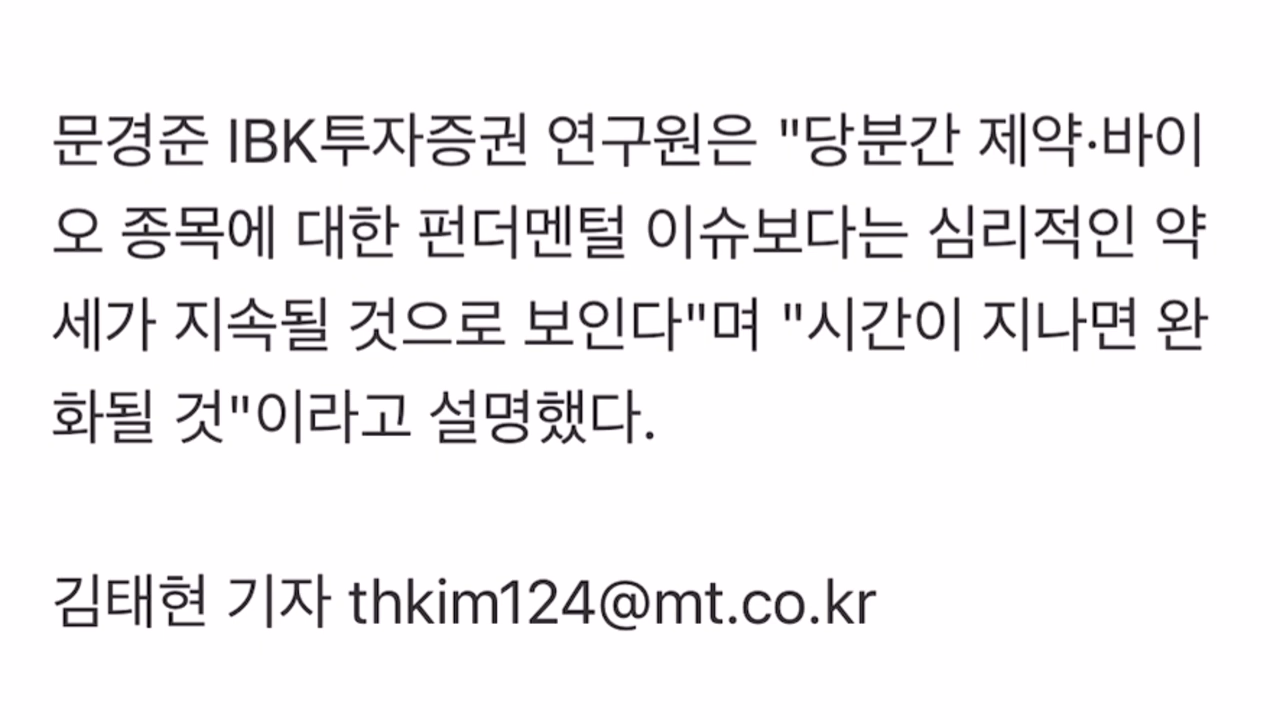 문경준 IBK투자증권 연구원은 "당분간 제약·바이
오 종목에 대한 펀더멘털 이슈보다는 심리적인 약
세가 지속될 것으로 보인다"며 "시간이 지나면 완
화될 것"이라고 설명했다.
김태현 기자 thkim124@mt.co.kr